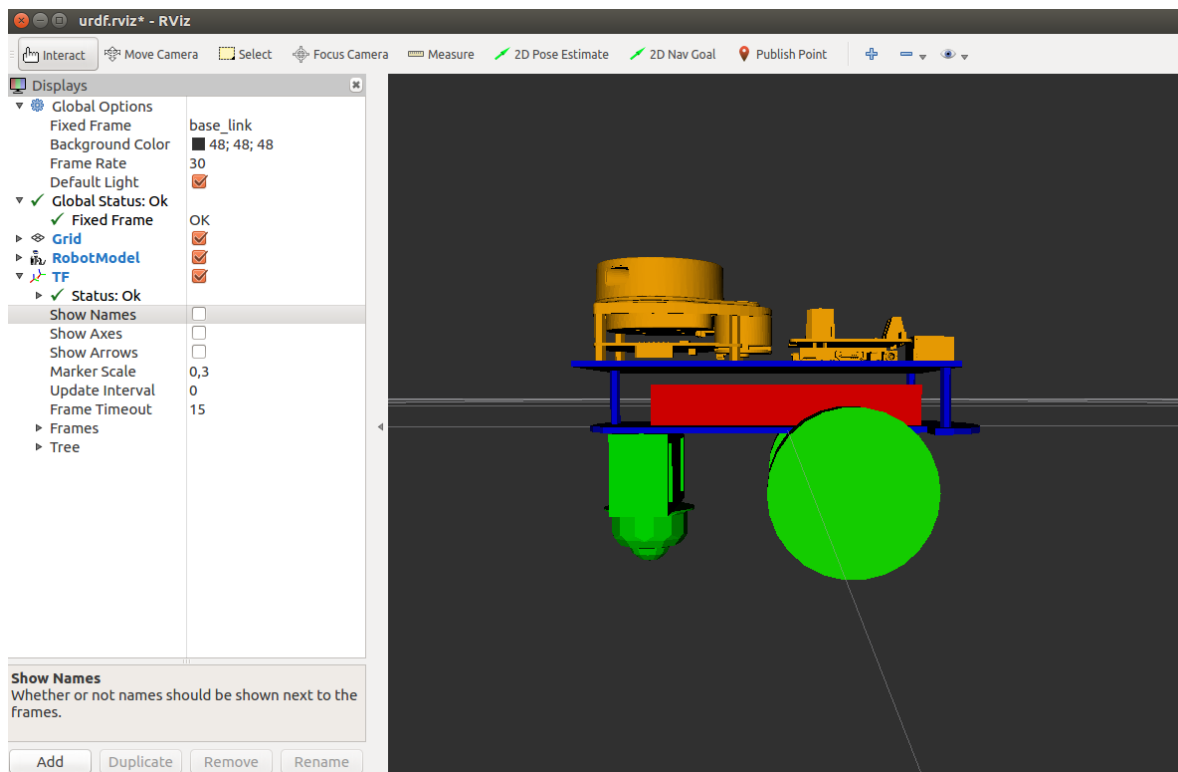 urdf.rviz* - RViz
Interact Move Camera Select Focus Camera Measure 2D Pose Estimate 2D Nav Goal Publish Point
Displays
Global Options
Fixed Frame base_link
Background Color 48; 48; 48
Frame Rate 30
Default Light
Global Status: Ok
Fixed Frame OK
Grid
RobotModel
TF
Status: Ok
Show Names
Show Axes
Show Arrows
Marker Scale 0,3
Update Interval 0
Frame Timeout 15
Frames
Tree
Show Names
Whether or not names should be shown next to the
frames.
Add Duplicate Remove Rename